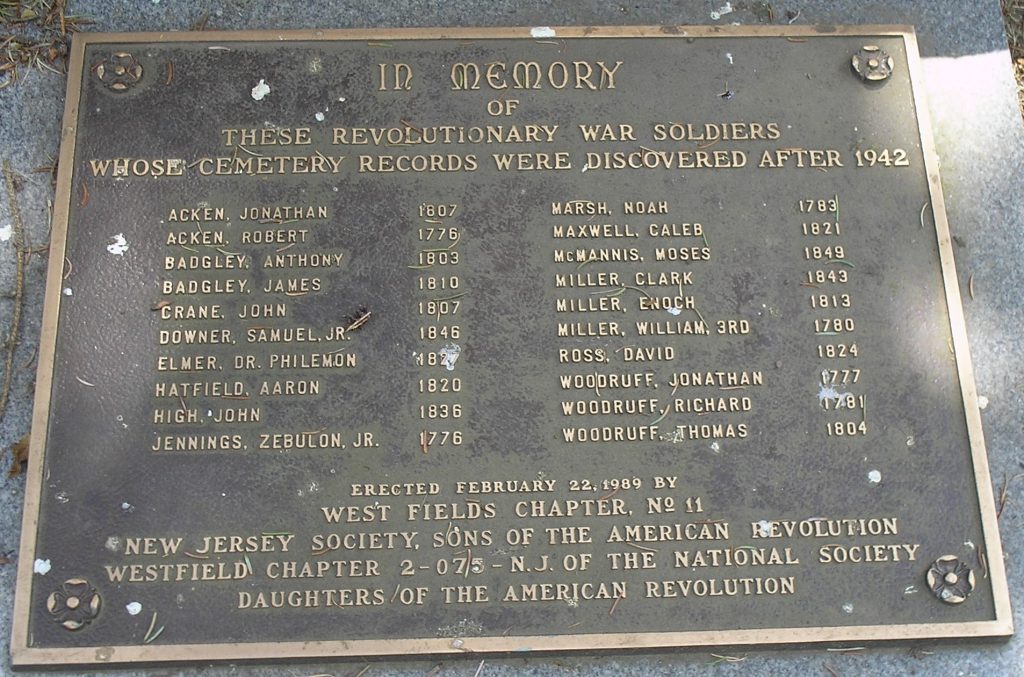 IN MEMORY
OF
THESE REVOLUTIONARY WAR SOLDIERS
WHOSE CEMETERY RECORDS WERE DISCOVERED AFTER 1942
ACKEN, JONATHAN 1807
ACKEN, ROBERT 1776
BADGLEY, ANTHONY 1803
BADGLEY, JAMES 1810
CRANE, JOHN 1807
DOWNER, SAMUEL, JR. 1846
ELMER, DR. PHILEMON
HATFIELD, AARON 1820
HIGH, JOHN 1836
JENNINGS, ZEBULON, JR. 1776
MARSH, NOAH 1783
MAXWELL, CALEB 1821
MCMANNIS, MOSES 1849
MILLER, CLARK 1843
MILLER, ENOCH 1813
MILLER, WILLIAM, 3RD 1780
ROSS, DAVID 1824
WOODRUFF, JONATHAN 1777
WOODRUFF, RICHARD 1781
WOODRUFF, THOMAS 1804
ERECTED FEBRUARY 22, 1989 BY
WEST FIELDS CHAPTER, Nº 11
NEW JERSEY SOCIETY, SONS OF THE AMERICAN REVOLUTION
WESTFIELD CHAPTER 2-075-N.J. OF THE NATIONAL SOCIETY
DAUGHTERS OF THE AMERICAN REVOLUTION